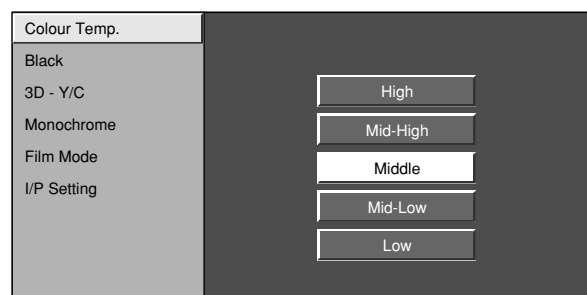 Colour Temp.
Black
3D - Y/C
Monochrome
Film Mode
I/P Setting
High
Mid-High
Middle
Mid-Low
Low